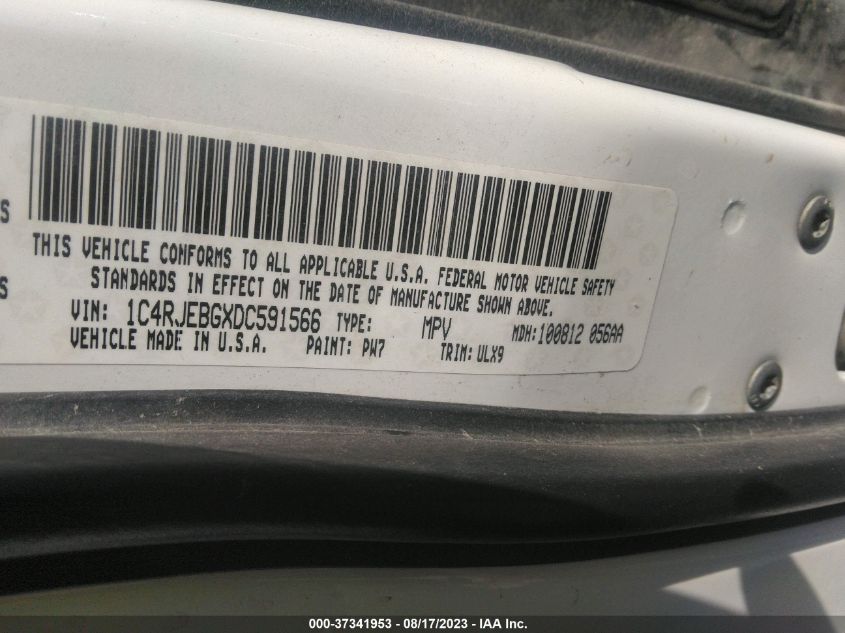 S
S
THIS VEHICLE CONFORMS TO ALL APPLICABLE U.S.A. FEDERAL MOTOR VEHICLE SAFETY
STANDARDS IN EFFECT ON THE DATE OF MANUFACTURE SHOWN ABOVE.
VIN: 1C4RJEBGXDC591566 TYPE: MPV MDH: 100812 056AA
VEHICLE MADE IN U.S.A. PAINT: PW7 TRIM: ULX9
000-37341953 - 08/17/2023 - IAA Inc.